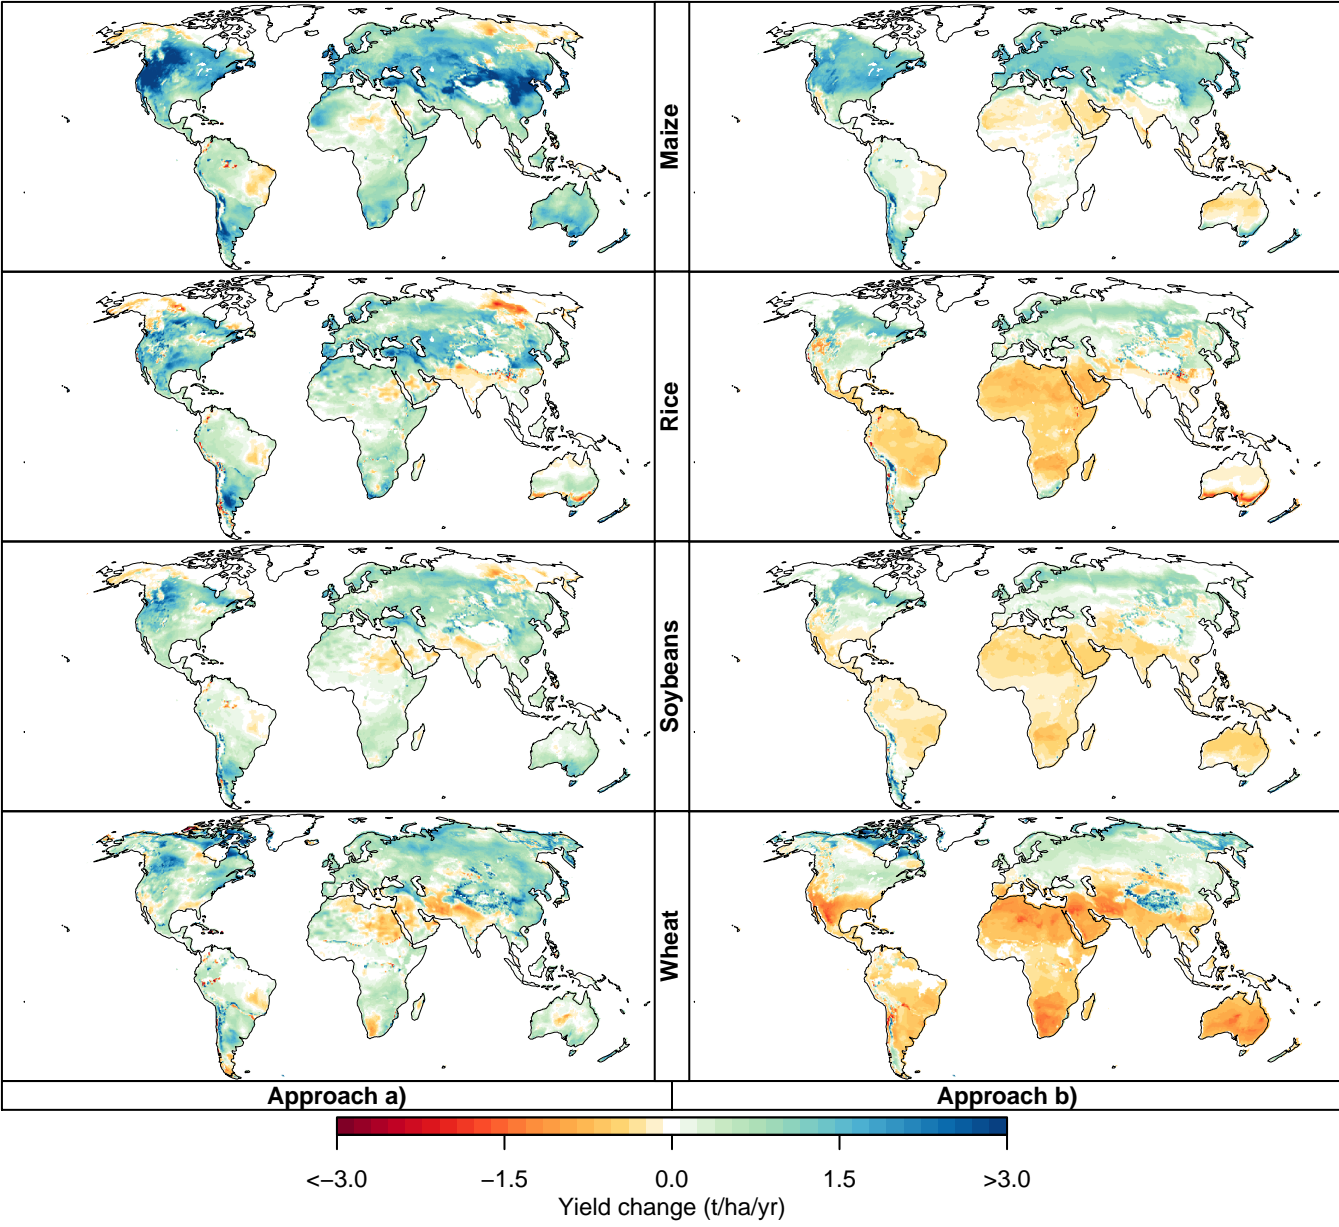 Maize
Rice
Soybeans
Wheat
Approach a)
Approach b)
<−3.0
−1.5
0.0
1.5
>3.0
Yield change (t/ha/yr)